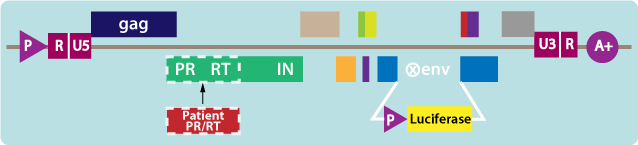 gag
P R U5
U3 R A+
PR RT IN
⊗env
Patient
PR/RT
P Luciferase